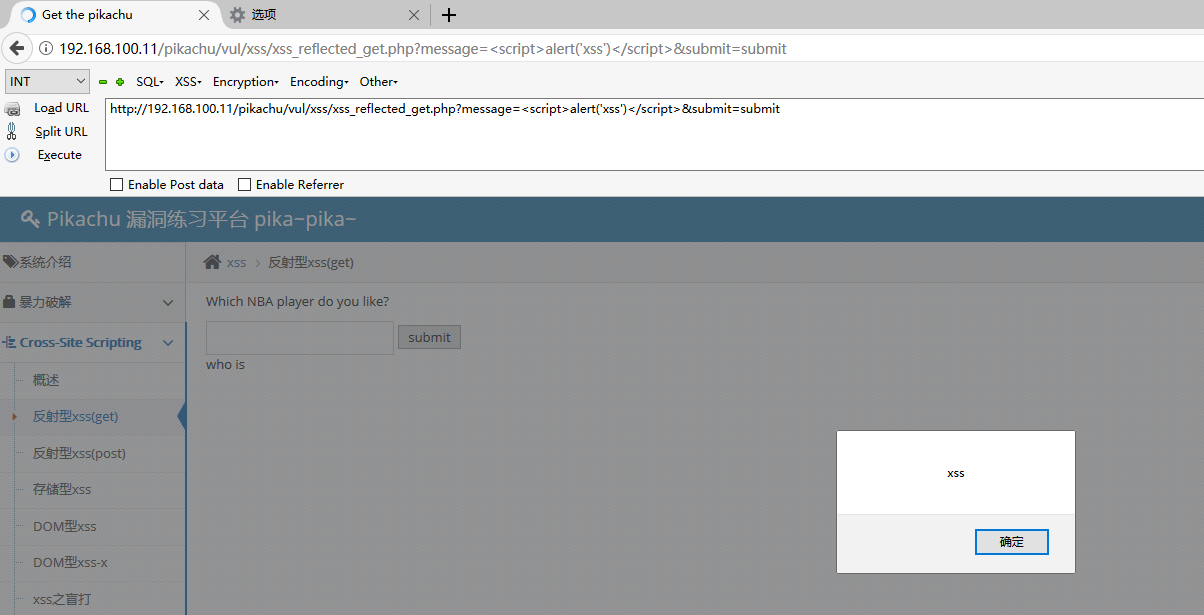 Get the pikachu
选项
192.168.100.11/pikachu/vul/xss/xss_reflected_get.php?message=<script>alert('xss')</script>&submit=submit
INT SQL XSS Encryption Encoding Other
Load URL
Split URL
Execute
http://192.168.100.11/pikachu/vul/xss/xss_reflected_get.php?message=<script>alert('xss')</script>&submit=submit
Enable Post data Enable Referrer
Pikachu 漏洞练习平台 pika~pika~
系统介绍
暴力破解
Cross-Site Scripting
概述
反射型xss(get)
反射型xss(post)
存储型xss
DOM型xss
DOM型xss-x
xss之盲打
xss > 反射型xss(get)
Which NBA player do you like?
submit
who is
xss
确定